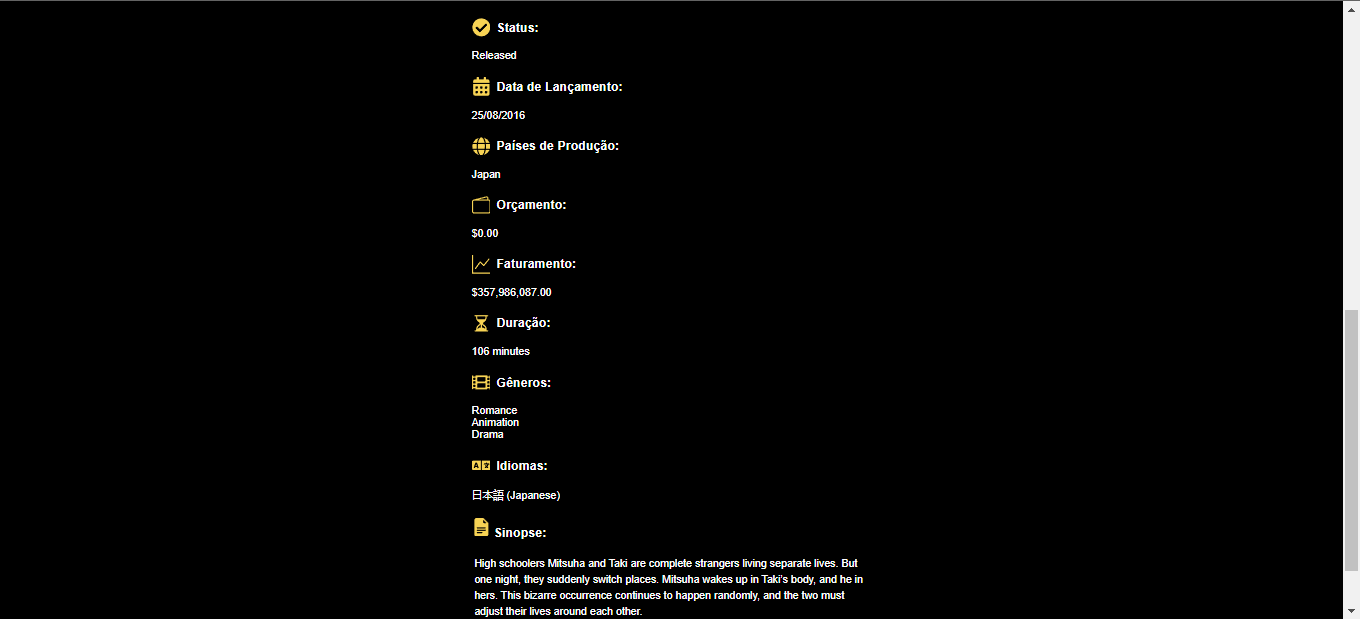 Status:
Released
Data de Lançamento:
25/08/2016
Países de Produção:
Japan
Orçamento:
$0.00
Faturamento:
$357,986,087.00
Duração:
106 minutes
Gêneros:
Romance
Animation
Drama
Idiomas:
日本語 (Japanese)
Sinopse:
High schoolers Mitsuha and Taki are complete strangers living separate lives. But
one night, they suddenly switch places. Mitsuha wakes up in Taki's body, and he in
hers. This bizarre occurrence continues to happen randomly, and the two must
adjust their lives around each other.